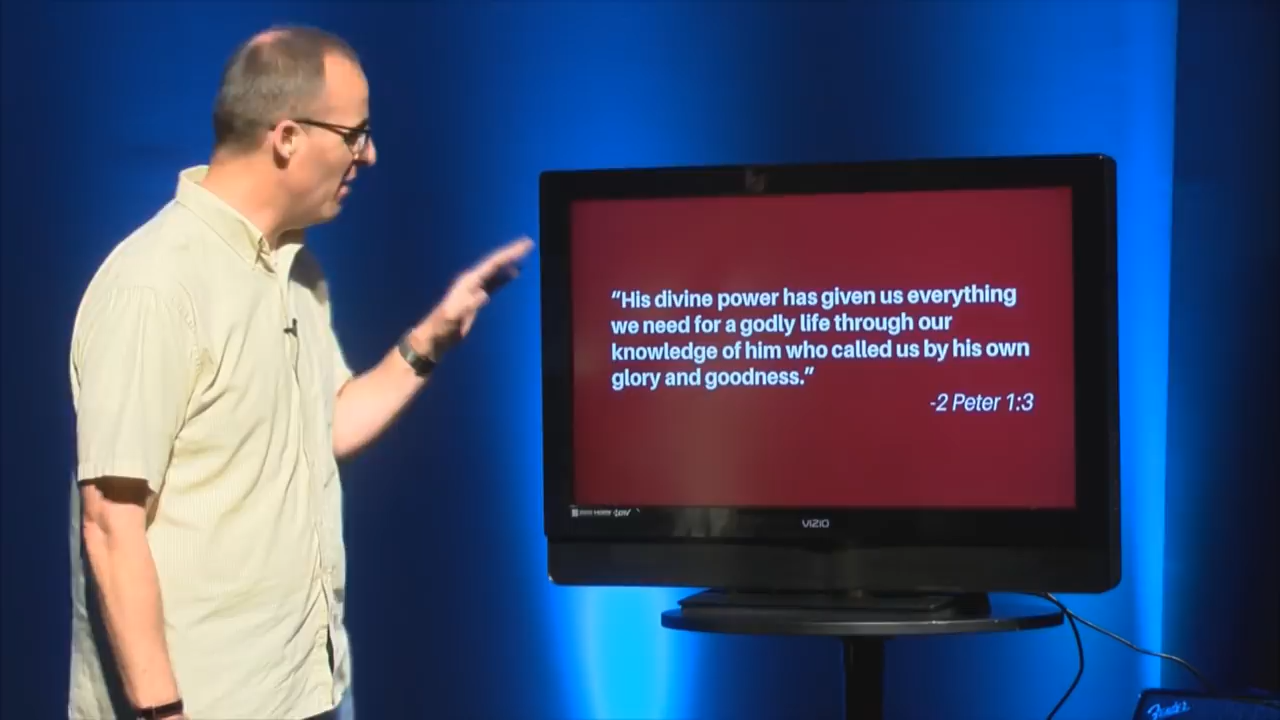 “His divine power has given us everything
we need for a godly life through our
knowledge of him who called us by his own
glory and goodness.”
-2 Peter 1:3
VIZIO
Fender